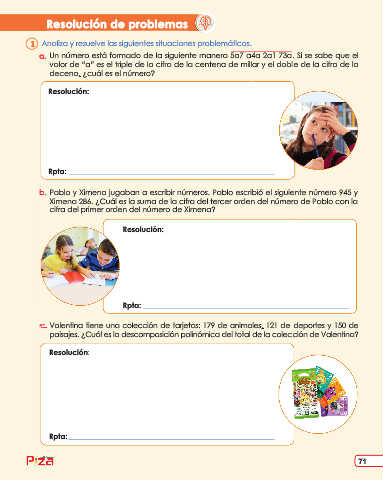 Resolución de problemas
1 Analiza y resuelve las siguientes situaciones problemáticas.
a. Un número está formado de la siguiente manera 5a7 a4a 2a1 73a. Si se sabe que el
valor de "a" es el triple de la cifra de la centena de millar y el doble de la cifra de la
decena, ¿cuál es el número?
Resolución:
Rpta:
b. Pablo y Ximena jugaban a escribir números. Pablo escribió el siguiente número 945 y
Ximena 286. ¿Cuál es la suma de la cifra del tercer orden del número de Pablo con la
cifra del primer orden del número de Ximena?
Resolución:
Rpta:
c. Valentina tiene una colección de tarjetas: 179 de animales, 121 de deportes y 150 de
paisajes. ¿Cuál es la descomposición polinómica del total de la colección de Valentina?
Resolución:
Rpta:
71